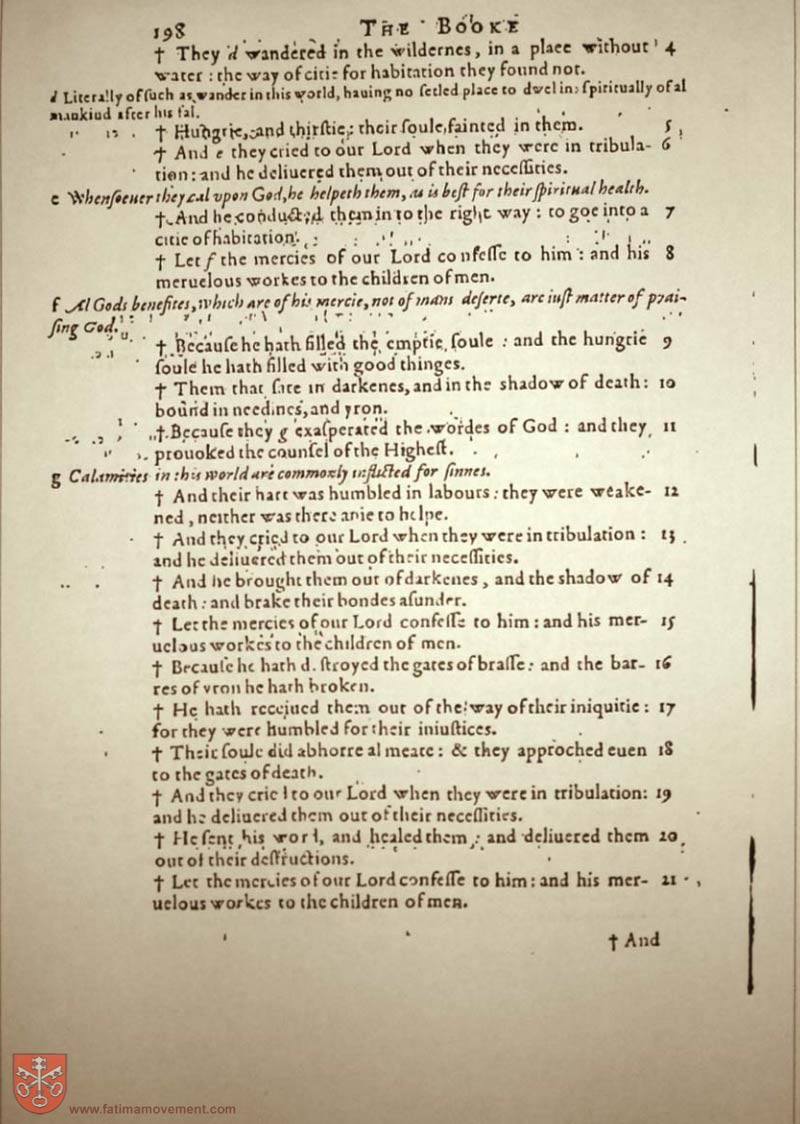 198 THE BOOKE
† They d wandered in the wildernes, in a place without 4
water : the way of citie for habitation they found not.
d Literally of such as wander in this world, hauing no setled place to dwel in: spiritually of al
mankind after his fal.
† Hungrie, and thirstie : their soule fainted in them. 5
† And e they cried to our Lord when they were in tribula- 6
tion : and he deliuered them out of their necessities.
e Whensoeuer they cal vpon God, he helpeth them, as is best for their spiritual health.
† And he conducted them into the right way : to goe into a 7
citie of habitation.
† Let f the mercies of our Lord confesse to him : and his 8
meruelous workes to the children of men.
f Al Gods benefites, which are of his mercie, not of mans deserte, are iust matter of prai-
sing God.
† Because he hath filled the emptie soule : and the hungrie 9
soule he hath filled with good thinges.
† Them that sitte in darkenes, and in the shadow of death : 10
bound in needines, and yron.
† Because they g exasperated the wordes of God : and they 11
prouoked the counsel of the Highest.
g Calamities in this world are commonly inflicted for sinnes.
† And their hart was humbled in labours : they were weake- 12
ned, neither was there anie to helpe.
† And they cried to our Lord when they were in tribulation : 13
and he deliuered them out of their necessities.
† And he brought them out of darkenes, and the shadow of 14
death : and brake their bondes asunder.
† Let the mercies of our Lord confesse to him : and his mer- 15
uelous workes to the children of men.
† Because he hath destroyed the gates of brasse : and the bar- 16
res of yron he hath broken.
† He hath receiued them out of the way of their iniquitie : 17
for they were humbled for their iniustices.
† Their soule did abhorre al meate : & they approched euen 18
to the gates of death.
† And they cried to our Lord when they were in tribulation : 19
and he deliuered them out of their necessities.
† He sent his word, and healed them : and deliuered them 20
out of their destructions.
† Let the mercies of our Lord confesse to him : and his mer- 21
uelous workes to the children of men.
† And
www.fatimamovement.com